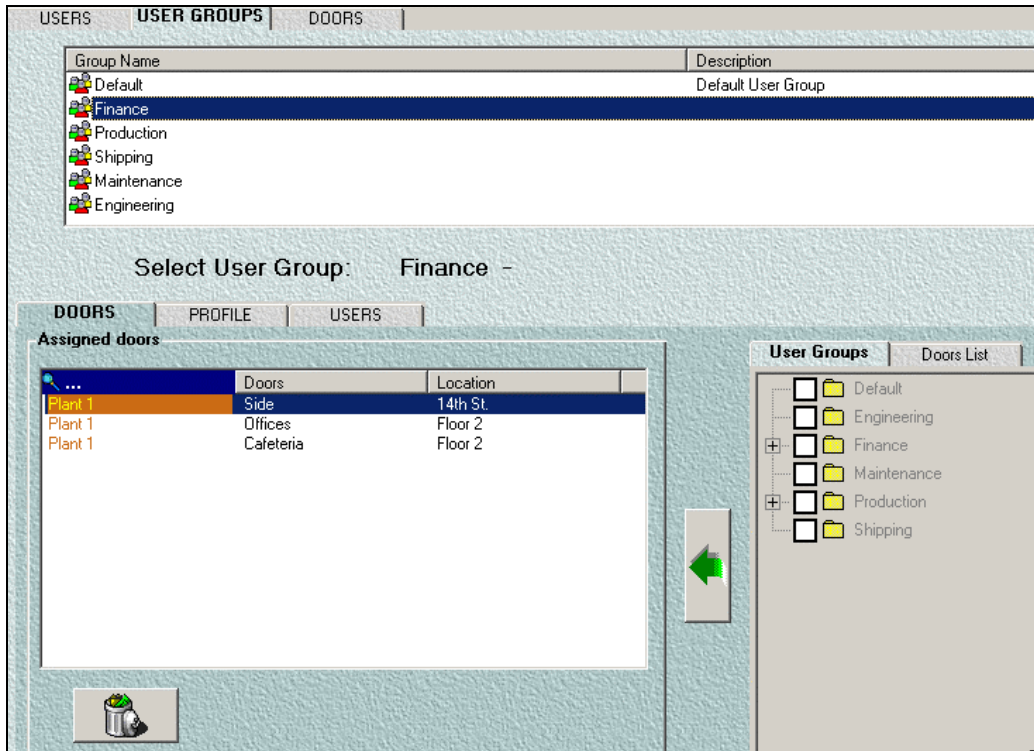 USERS USER GROUPS DOORS
Group Name Description
Default Default User Group
Finance
Production
Shipping
Maintenance
Engineering
Select User Group: Finance -
DOORS PROFILE USERS
Assigned doors
User Groups Doors List
... Doors Location
Plant 1 Side 14th St.
Plant 1 Offices Floor 2
Plant 1 Cafeteria Floor 2
Default
Engineering
Finance
Maintenance
Production
Shipping